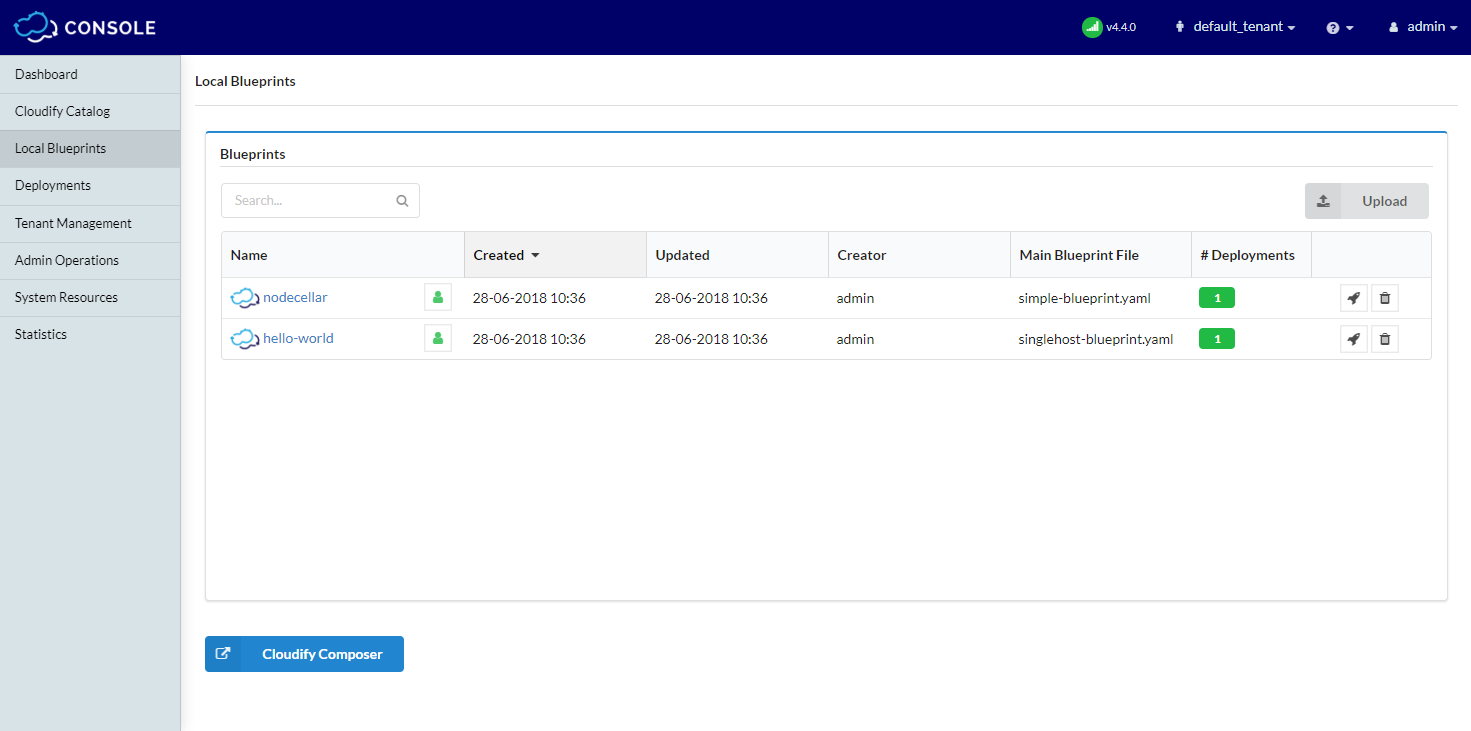 CONSOLE
v4.4.0
default_tenant
admin
Dashboard
Cloudify Catalog
Local Blueprints
Deployments
Tenant Management
Admin Operations
System Resources
Statistics
Local Blueprints
Blueprints
Search...
Upload
Name Created Updated Creator Main Blueprint File # Deployments
nodecellar 28-06-2018 10:36 28-06-2018 10:36 admin simple-blueprint.yaml 1
hello-world 28-06-2018 10:36 28-06-2018 10:36 admin singlehost-blueprint.yaml 1
Cloudify Composer